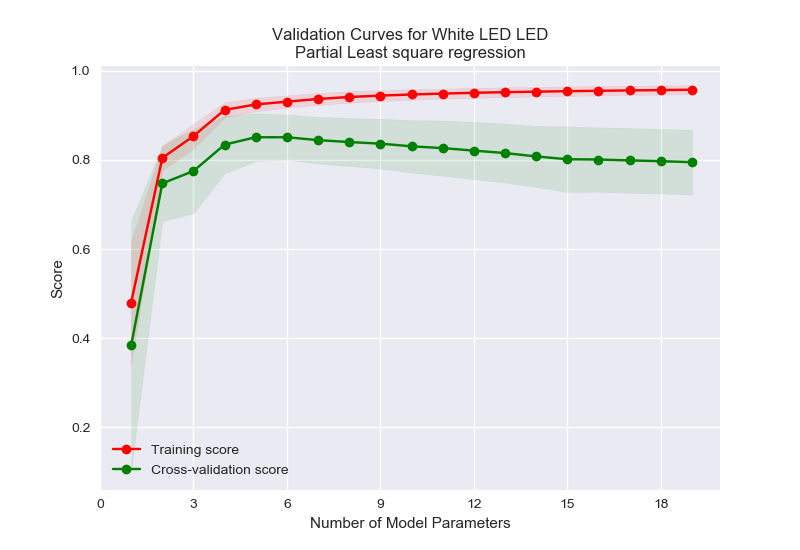 Validation Curves for White LED LED
Partial Least square regression
1.0
0.8
0.6
0.4
0.2
Score
Training score
Cross-validation score
0 3 6 9 12 15 18
Number of Model Parameters